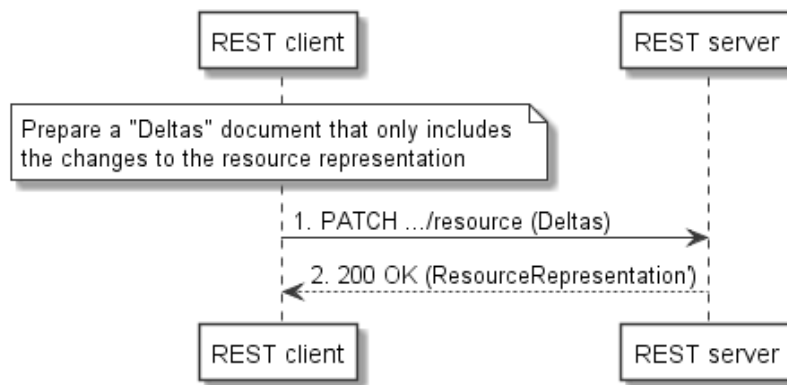 REST client
REST server
Prepare a "Deltas" document that only includes
the changes to the resource representation
1. PATCH .../resource (Deltas)
2. 200 OK (ResourceRepresentation')
REST client
REST server